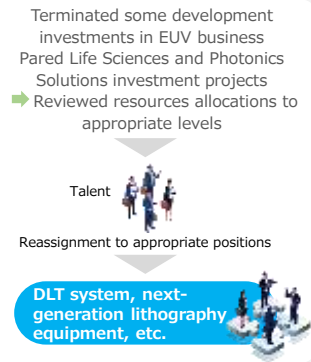 Terminated some development
investments in EUV business
Pared Life Sciences and Photonics
Solutions investment projects
Reviewed resources allocations to
appropriate levels
Talent
Reassignment to appropriate positions
DLT system, next-
generation lithography
equipment, etc.